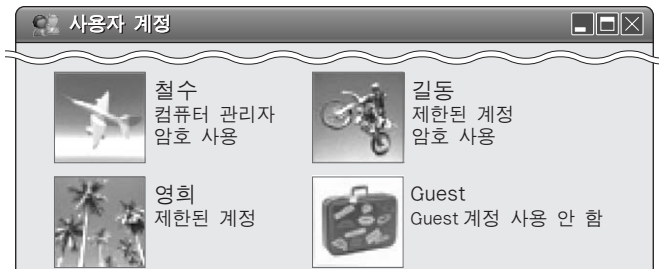 사용자 계정
철수
컴퓨터 관리자
암호 사용
길동
제한된 계정
암호 사용
영희
제한된 계정
Guest
Guest 계정 사용 안 함